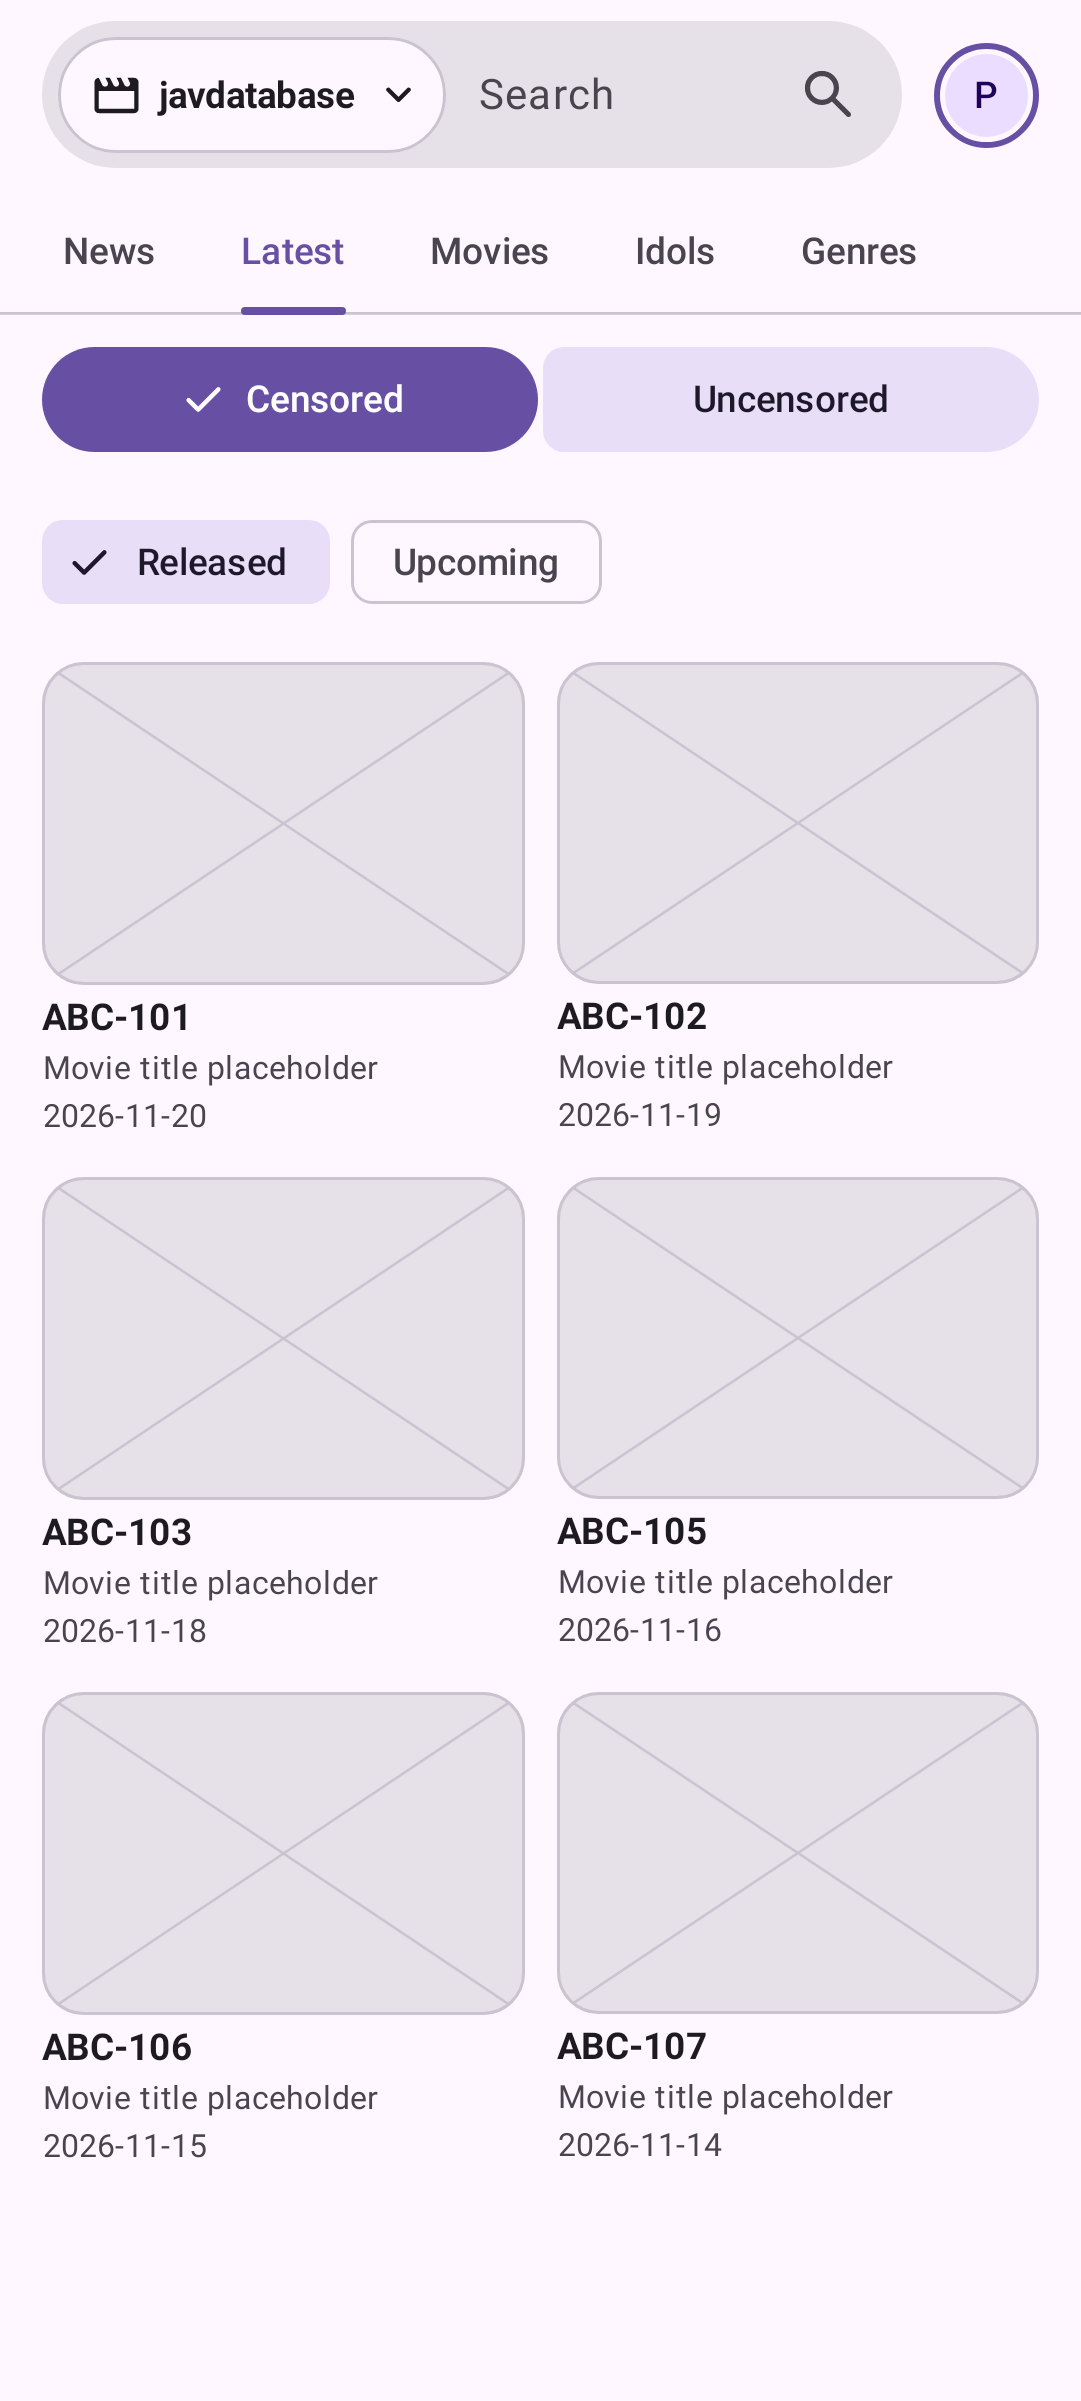 javdatabase
Search
P
News
Latest
Movies
Idols
Genres
Censored
Uncensored
Released
Upcoming
ABC-101
Movie title placeholder
2026-11-20
ABC-102
Movie title placeholder
2026-11-19
ABC-103
Movie title placeholder
2026-11-18
ABC-105
Movie title placeholder
2026-11-16
ABC-106
Movie title placeholder
2026-11-15
ABC-107
Movie title placeholder
2026-11-14